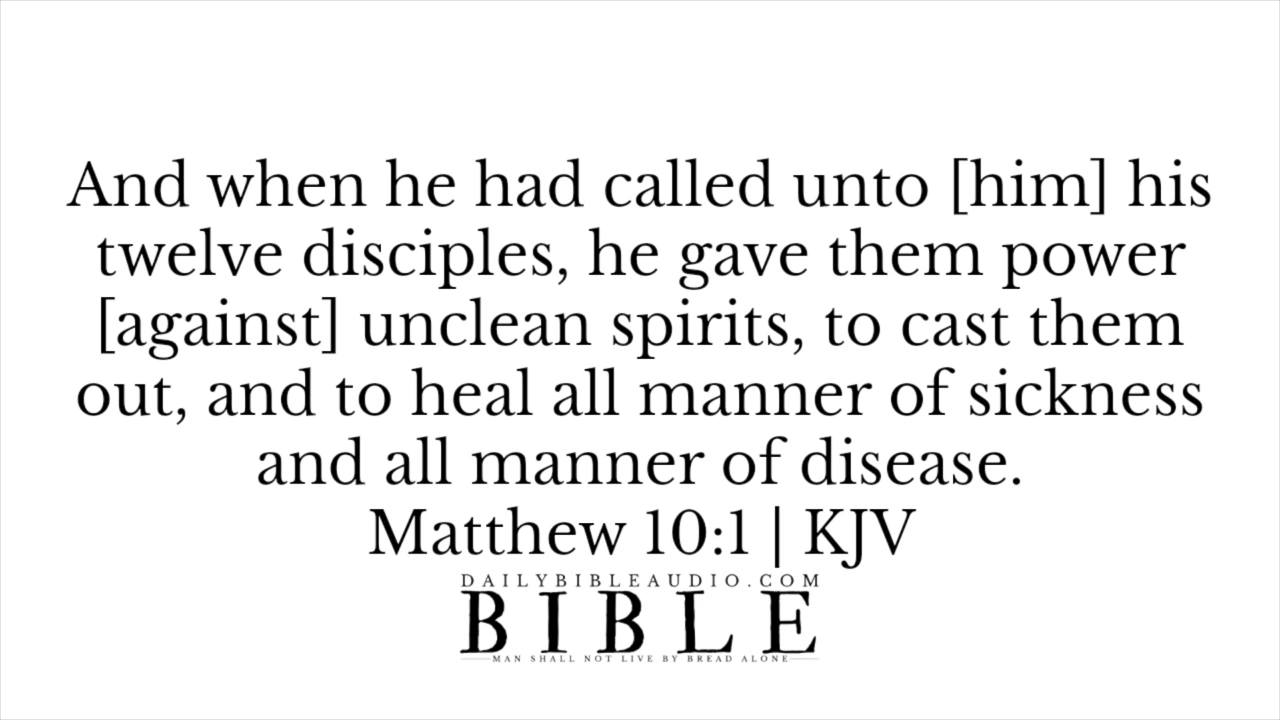 And when he had called unto [him] his
twelve disciples, he gave them power
[against] unclean spirits, to cast them
out, and to heal all manner of sickness
and all manner of disease.
Matthew 10:1 | KJV
DAILYBIBLEAUDIO.COM
BIBLE
MAN SHALL NOT LIVE BY BREAD ALONE